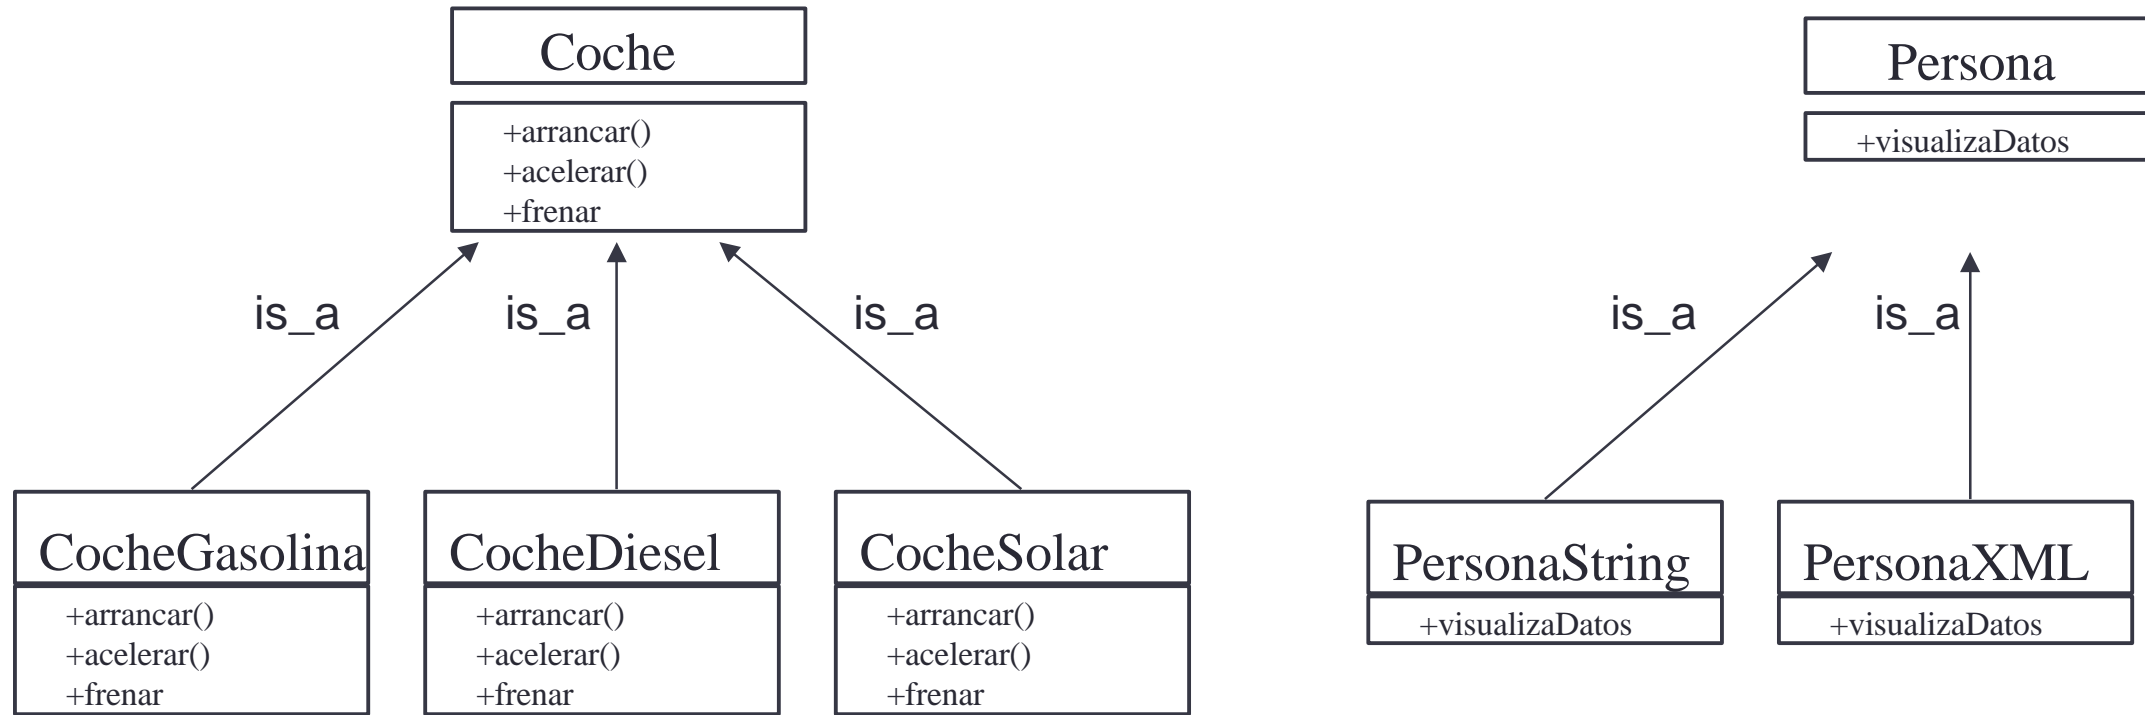 Coche
+arrancar()
+acelerar()
+frenar
is_a
is_a
is_a
CocheGasolina
+arrancar()
+acelerar()
+frenar
CocheDiesel
+arrancar()
+acelerar()
+frenar
CocheSolar
+arrancar()
+acelerar()
+frenar
Persona
+visualizaDatos
is_a
is_a
PersonaString
+visualizaDatos
PersonaXML
+visualizaDatos